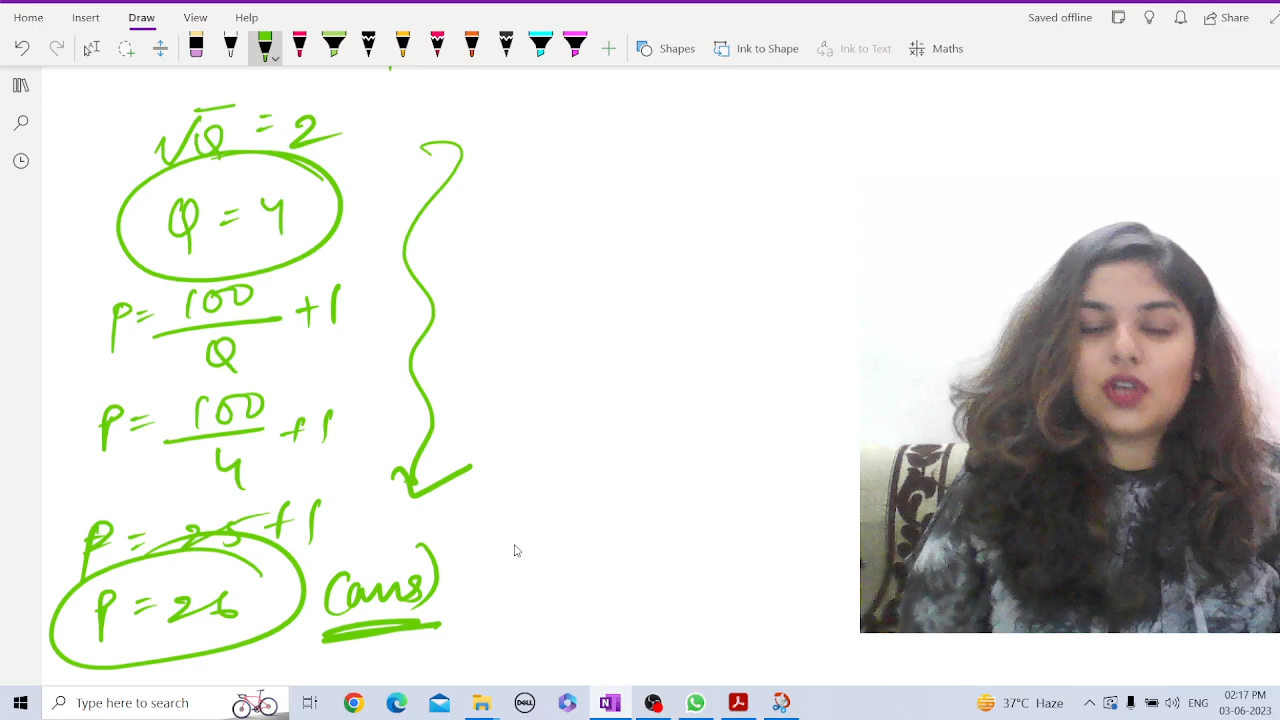 Home Insert Draw View Help Saved offline Share
Shapes Ink to Shape Ink to Text Maths
√Q = 2
Q = 4
P = 100/Q + 1
P = 100/4 + 1
P = 25 + 1
P = 26 (ans)
Type here to search
DELL
N
37°C Haze
ENG
02:17 PM
03-06-2023